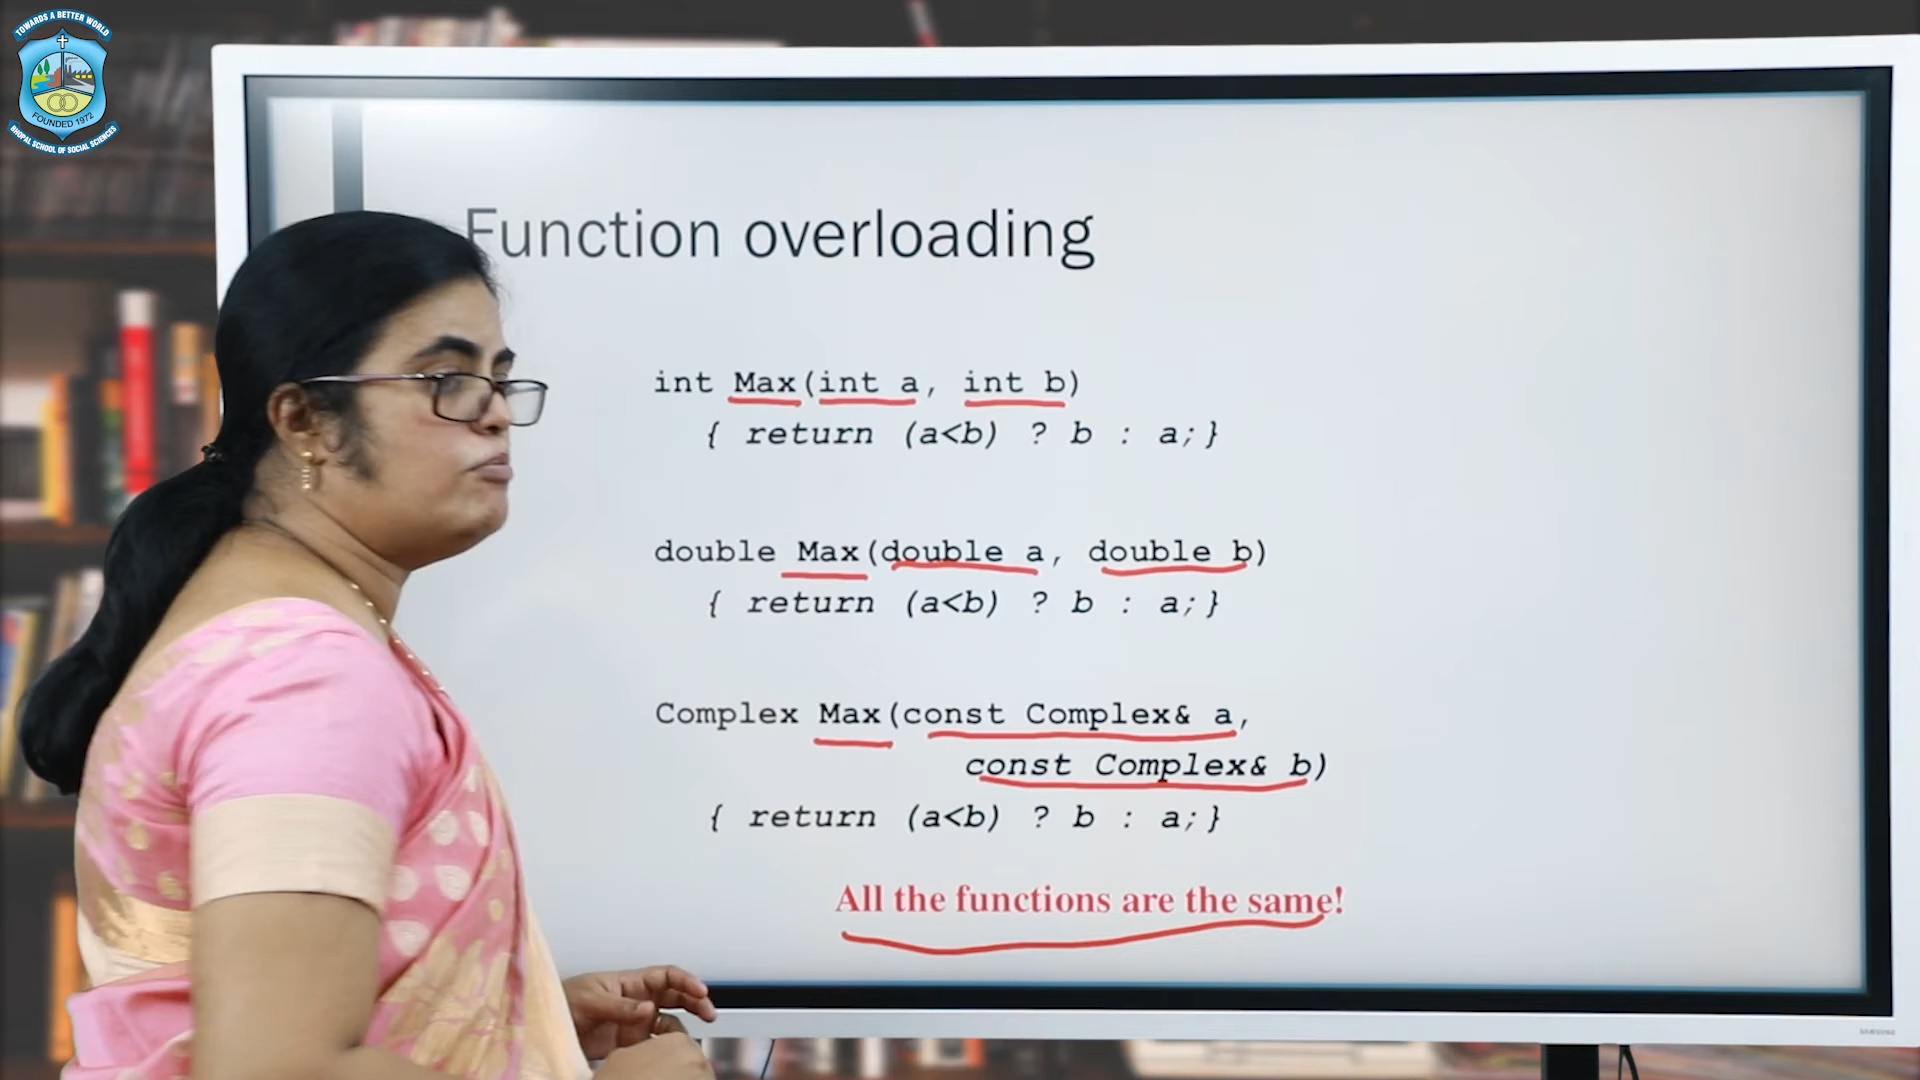 TOWARDS A BETTER WORLD
FOUNDED 1972
BHOPAL SCHOOL OF SOCIAL SCIENCES
Function overloading
int Max(int a, int b)
{ return (a<b) ? b : a;}
double Max(double a, double b)
{ return (a<b) ? b : a;}
Complex Max(const Complex& a,
const Complex& b)
{ return (a<b) ? b : a;}
All the functions are the same!
SAMSUNG